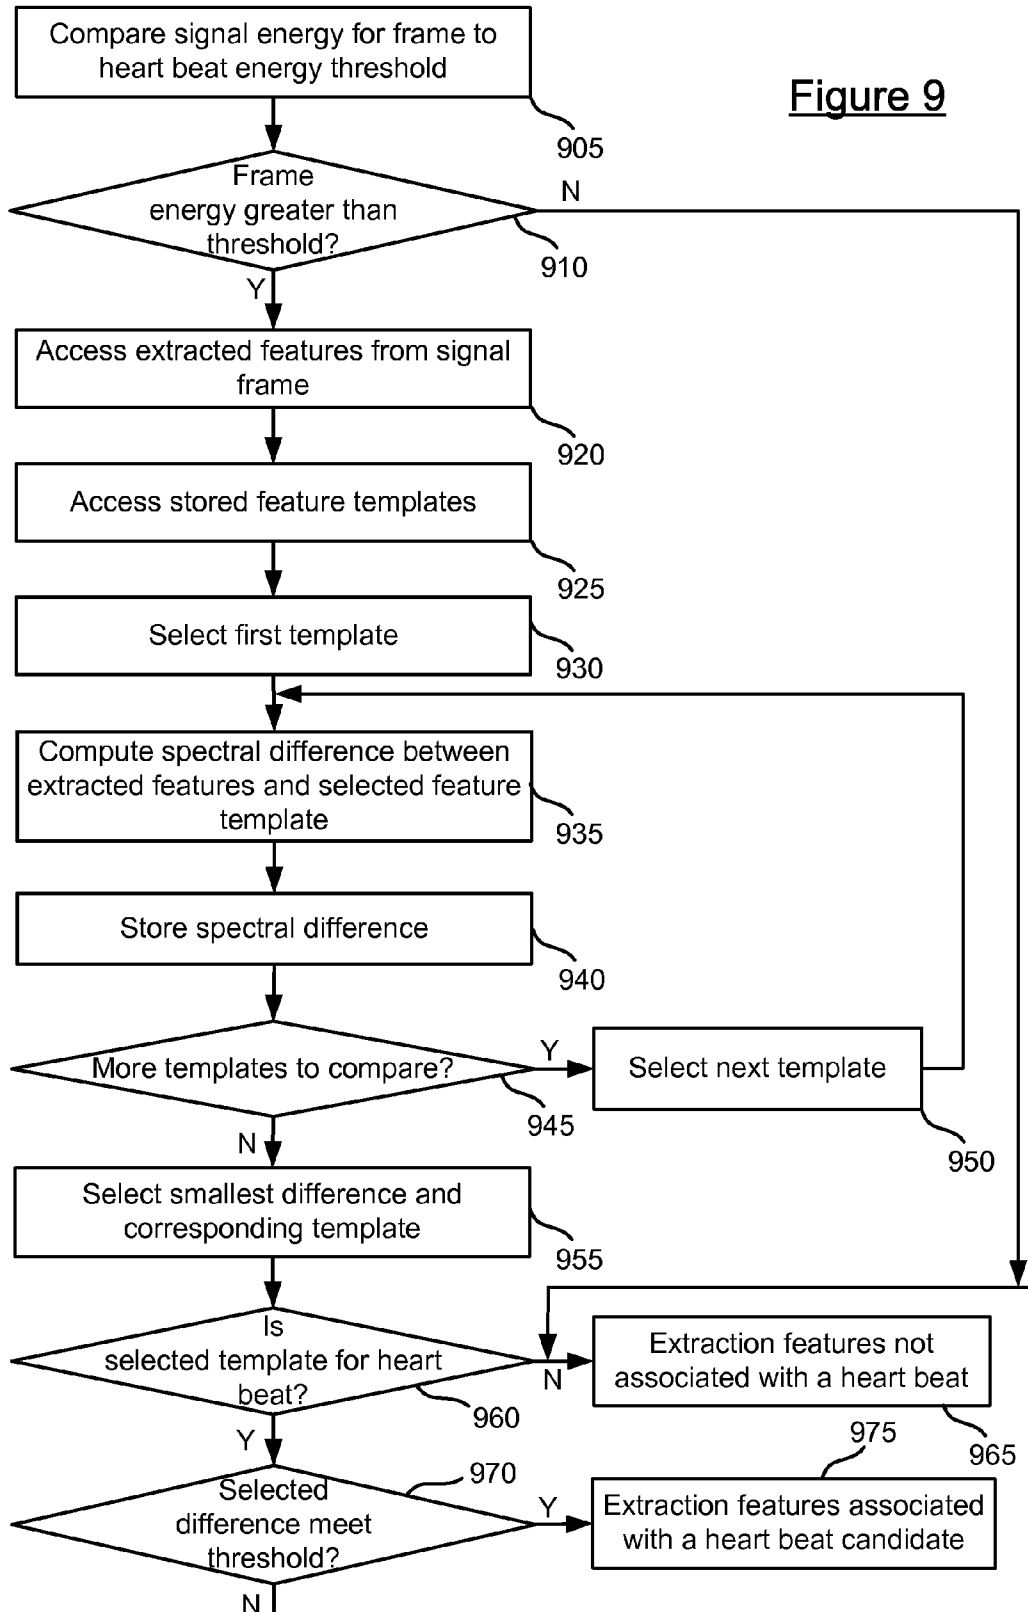 Compare signal energy for frame to
heart beat energy threshold
Figure 9
905
Frame
energy greater than
threshold?
N
910
Y
Access extracted features from signal
frame
920
Access stored feature templates
925
Select first template
930
Compute spectral difference between
extracted features and selected feature
template
935
Store spectral difference
940
More templates to compare?
Y
Select next template
945
950
N
Select smallest difference and
corresponding template
955
Is
selected template for heart
beat?
N
Extraction features not
associated with a heart beat
960
965
Y
975
970
Selected
difference meet
threshold?
Y
Extraction features associated
with a heart beat candidate
N